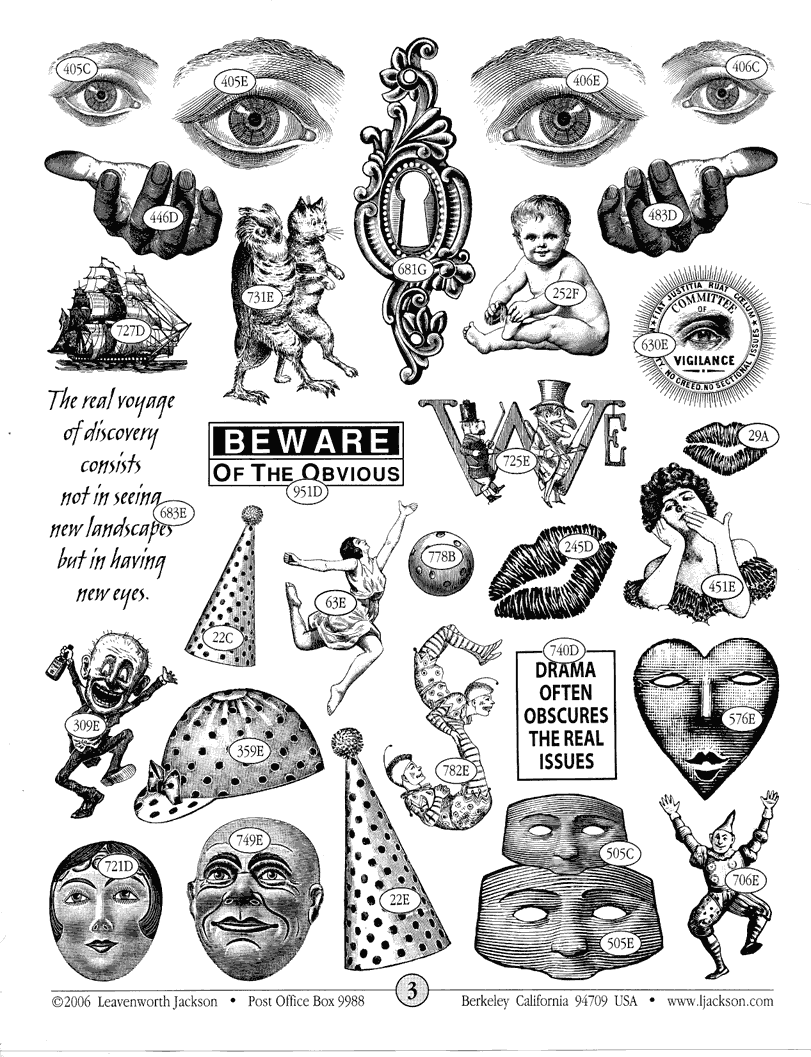 405C
405E
406E
406C
446D
483D
681G
731E
252F
727D
FIAT JUSTITIA RUAT COELUM
COMMITTEE
OF
630E
VIGILANCE
NO CREED. NO SECTIONAL ISSUES
The real voyage
of discovery
consists
not in seeing
683E
new landscapes
but in having
new eyes.
BEWARE
OF THE OBVIOUS
951D
WE
725E
29A
778B
245D
451E
63E
22C
740D
DRAMA
OFTEN
OBSCURES
THE REAL
ISSUES
576E
309E
359E
782E
721D
749E
22E
505C
505E
706E
©2006 Leavenworth Jackson • Post Office Box 9988
3
Berkeley California 94709 USA • www.ljackson.com